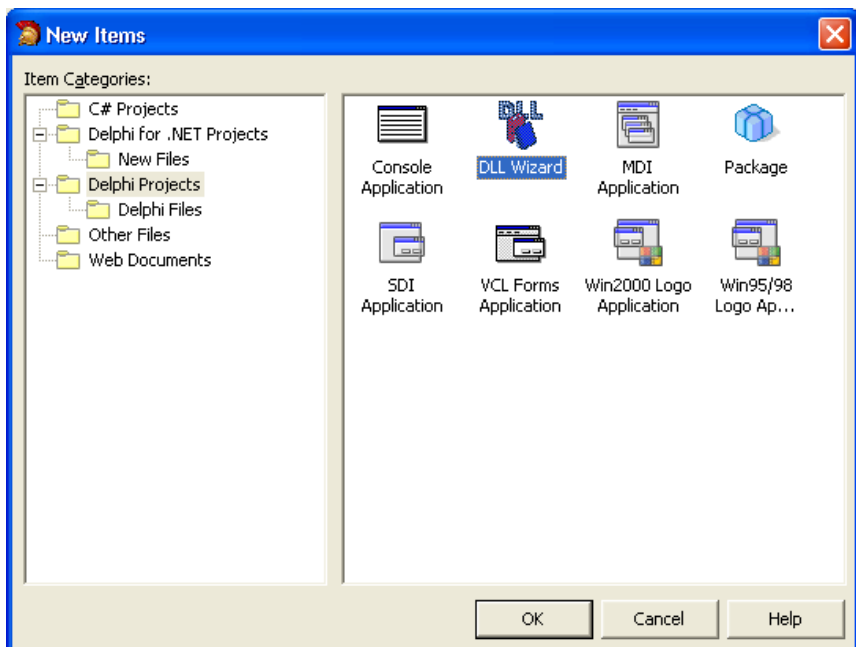 New Items
Item Categories:
C# Projects
Delphi for .NET Projects
New Files
Delphi Projects
Delphi Files
Other Files
Web Documents
DLL
Console
Application
DLL Wizard
MDI
Application
Package
SDI
Application
VCL Forms
Application
Win2000 Logo
Application
Win95/98
Logo Ap...
OK
Cancel
Help